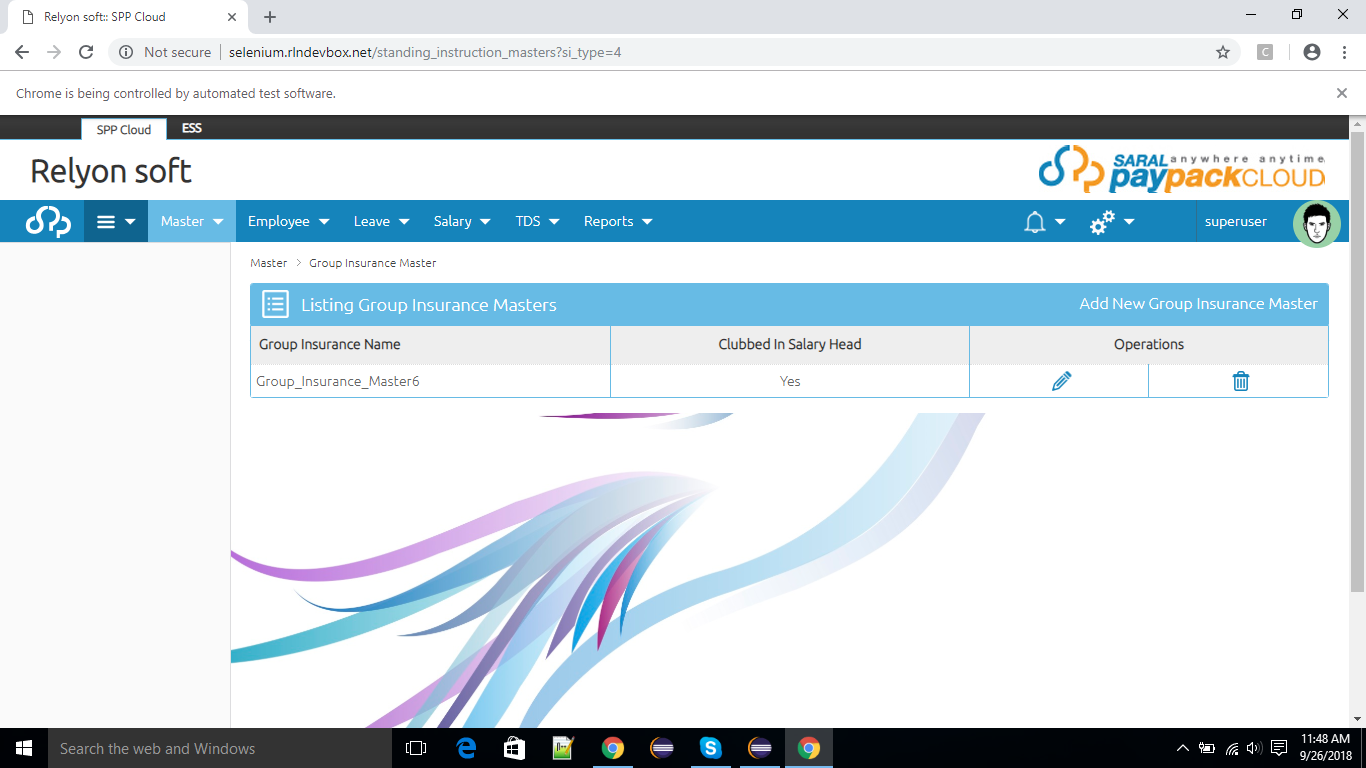 Relyon soft:: SPP Cloud
Not secure | selenium.rlndevbox.net/standing_instruction_masters?si_type=4
C
Chrome is being controlled by automated test software.
SPP Cloud ESS
Relyon soft
SARAL anywhere anytime
paypackCLOUD
Master Employee Leave Salary TDS Reports superuser
Master > Group Insurance Master
Listing Group Insurance Masters Add New Group Insurance Master
Group Insurance Name Clubbed In Salary Head Operations
Group_Insurance_Master6 Yes
Search the web and Windows
11:48 AM
9/26/2018